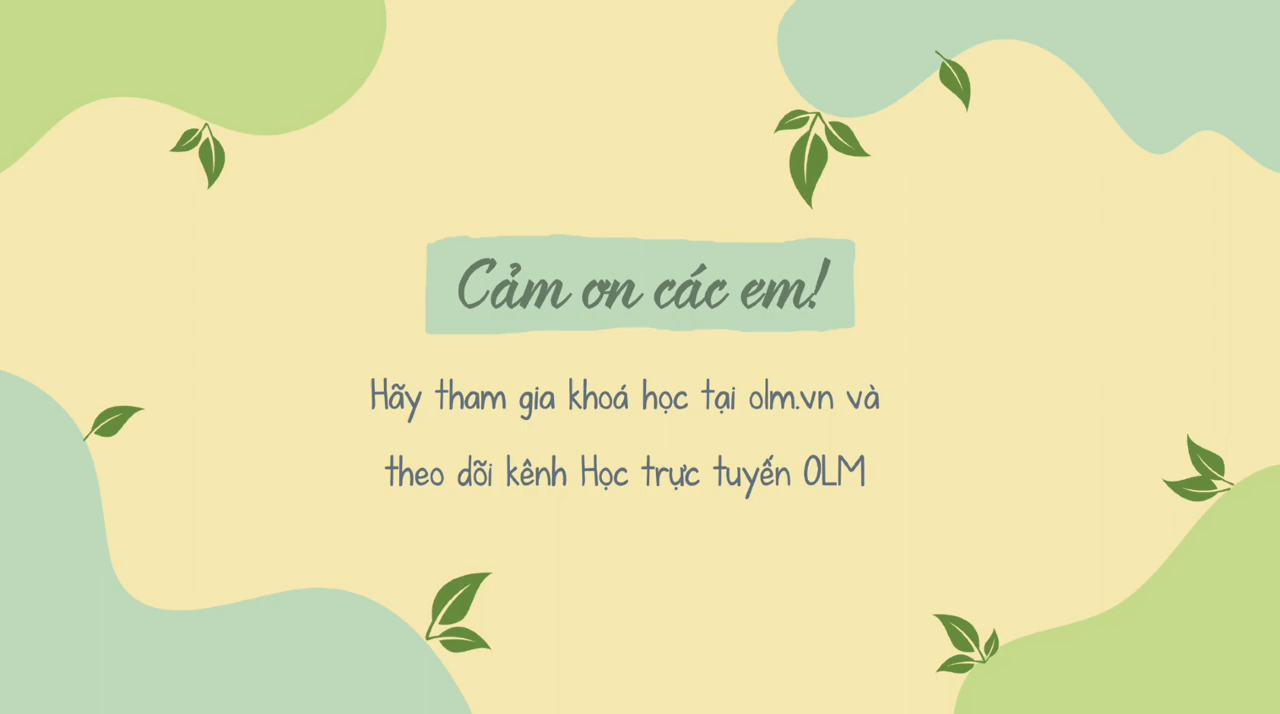 Cảm ơn các em!
Hãy tham gia khoá học tại olm.vn và
theo dõi kênh Học trực tuyến OLM